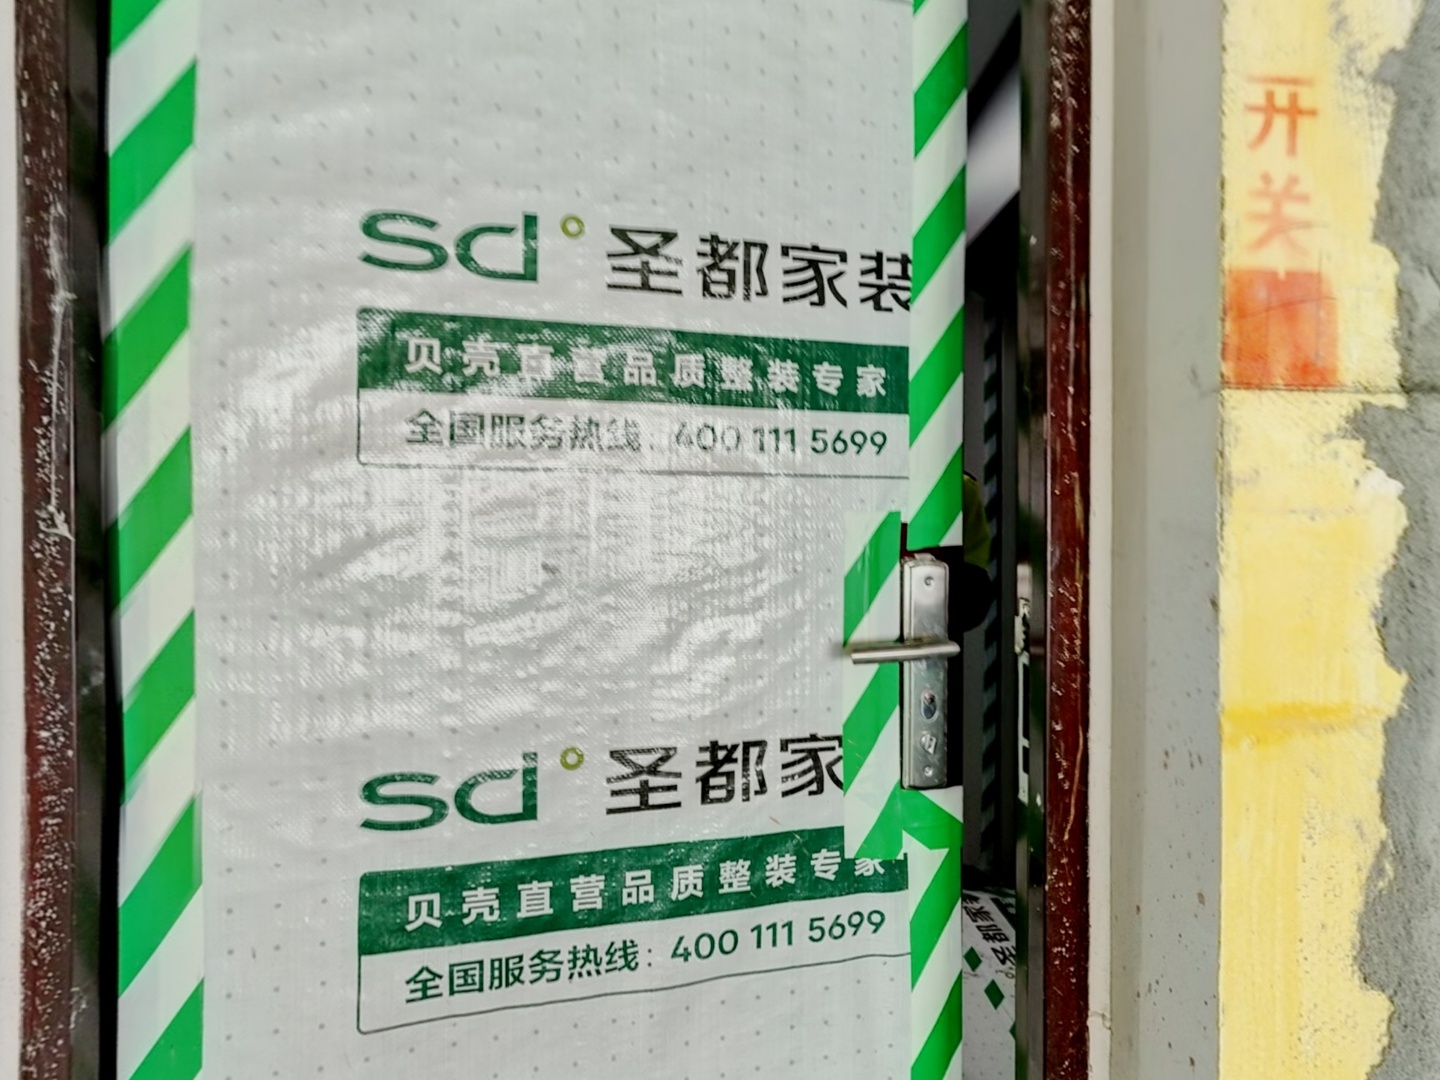 sd 圣都家装
贝壳直营品质整装专家
全国服务热线：400 111 5699
sd 圣都家
贝壳直营品质整装专家
全国服务热线：400 111 5699
开关